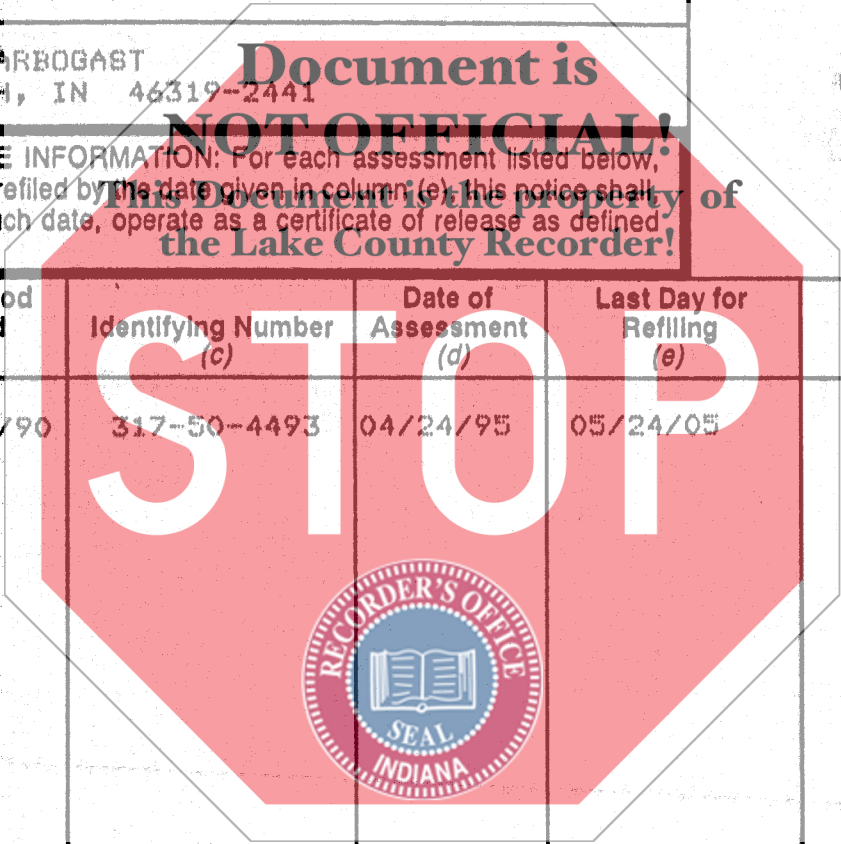 ARBOGAST
H, IN 46319-2441
Document is
NOT OFFICIAL!
E INFORMATION: For each assessment listed below,
efiled by the date given in column (e), this notice shall,
ch date, operate as a certificate of release as defined
This Document is the property of
the Lake County Recorder!
od
d
Identifying Number
(c)
Date of
Assessment
(d)
Last Day for
Refiling
(e)
/90 317-50-4493 04/24/95 05/24/05
STOP
RECORDER'S OFFICE
SEAL
INDIANA